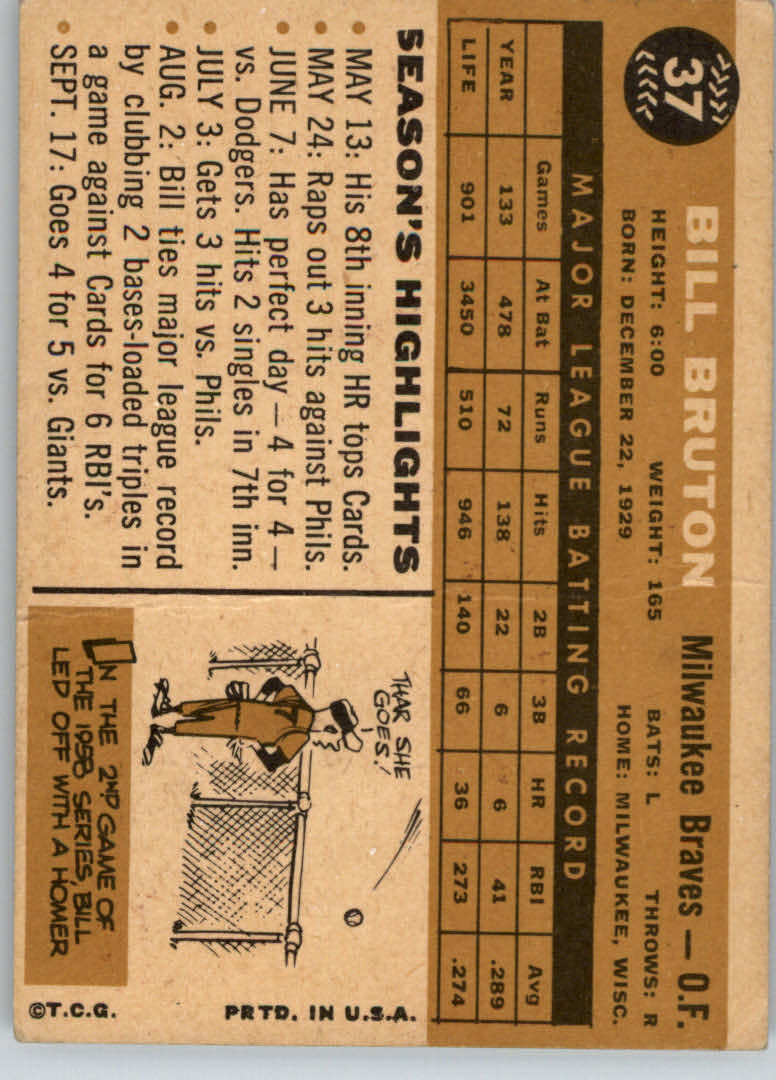 37
BILL BRUTON Milwaukee Braves — O.F.
HEIGHT: 6:00 WEIGHT: 165 BATS: L THROWS: R
BORN: DECEMBER 22, 1929 HOME: MILWAUKEE, WISC.
MAJOR LEAGUE BATTING RECORD
Games At Bat Runs Hits 2B 3B HR RBI Avg
YEAR 133 478 72 138 22 6 6 41 .289
LIFE 901 3450 510 946 140 66 36 273 .274
SEASON'S HIGHLIGHTS
• MAY 13: His 8th inning HR tops Cards.
• MAY 24: Raps out 3 hits against Phils.
• JUNE 7: Has perfect day — 4 for 4 —
vs. Dodgers. Hits 2 singles in 7th inn.
• JULY 3: Gets 3 hits vs. Phils.
• AUG. 2: Bill ties major league record
by clubbing 2 bases-loaded triples in
a game against Cards for 6 RBI's.
• SEPT. 17: Goes 4 for 5 vs. Giants.
THAR SHE
GOES!
IN THE 2ND GAME OF
THE 1958 SERIES, BILL
LED OFF WITH A HOMER
©T.C.G. PRTD. IN U.S.A.